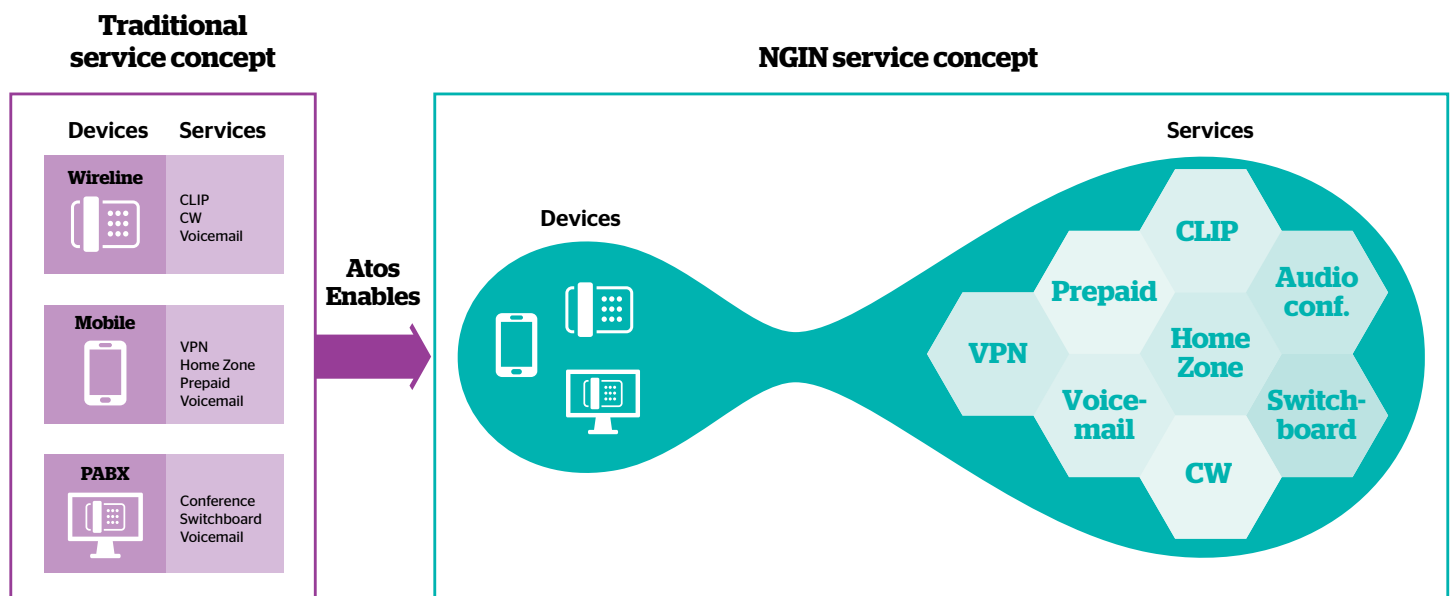 Traditional
service concept
NGIN service concept
Devices Services
Wireline
CLIP
CW
Voicemail
Mobile
VPN
Home Zone
Prepaid
Voicemail
PABX
Conference
Switchboard
Voicemail
Atos
Enables
Devices
Services
CLIP
Prepaid
Audio
conf.
VPN
Home
Zone
Voice-
mail
Switch-
board
CW